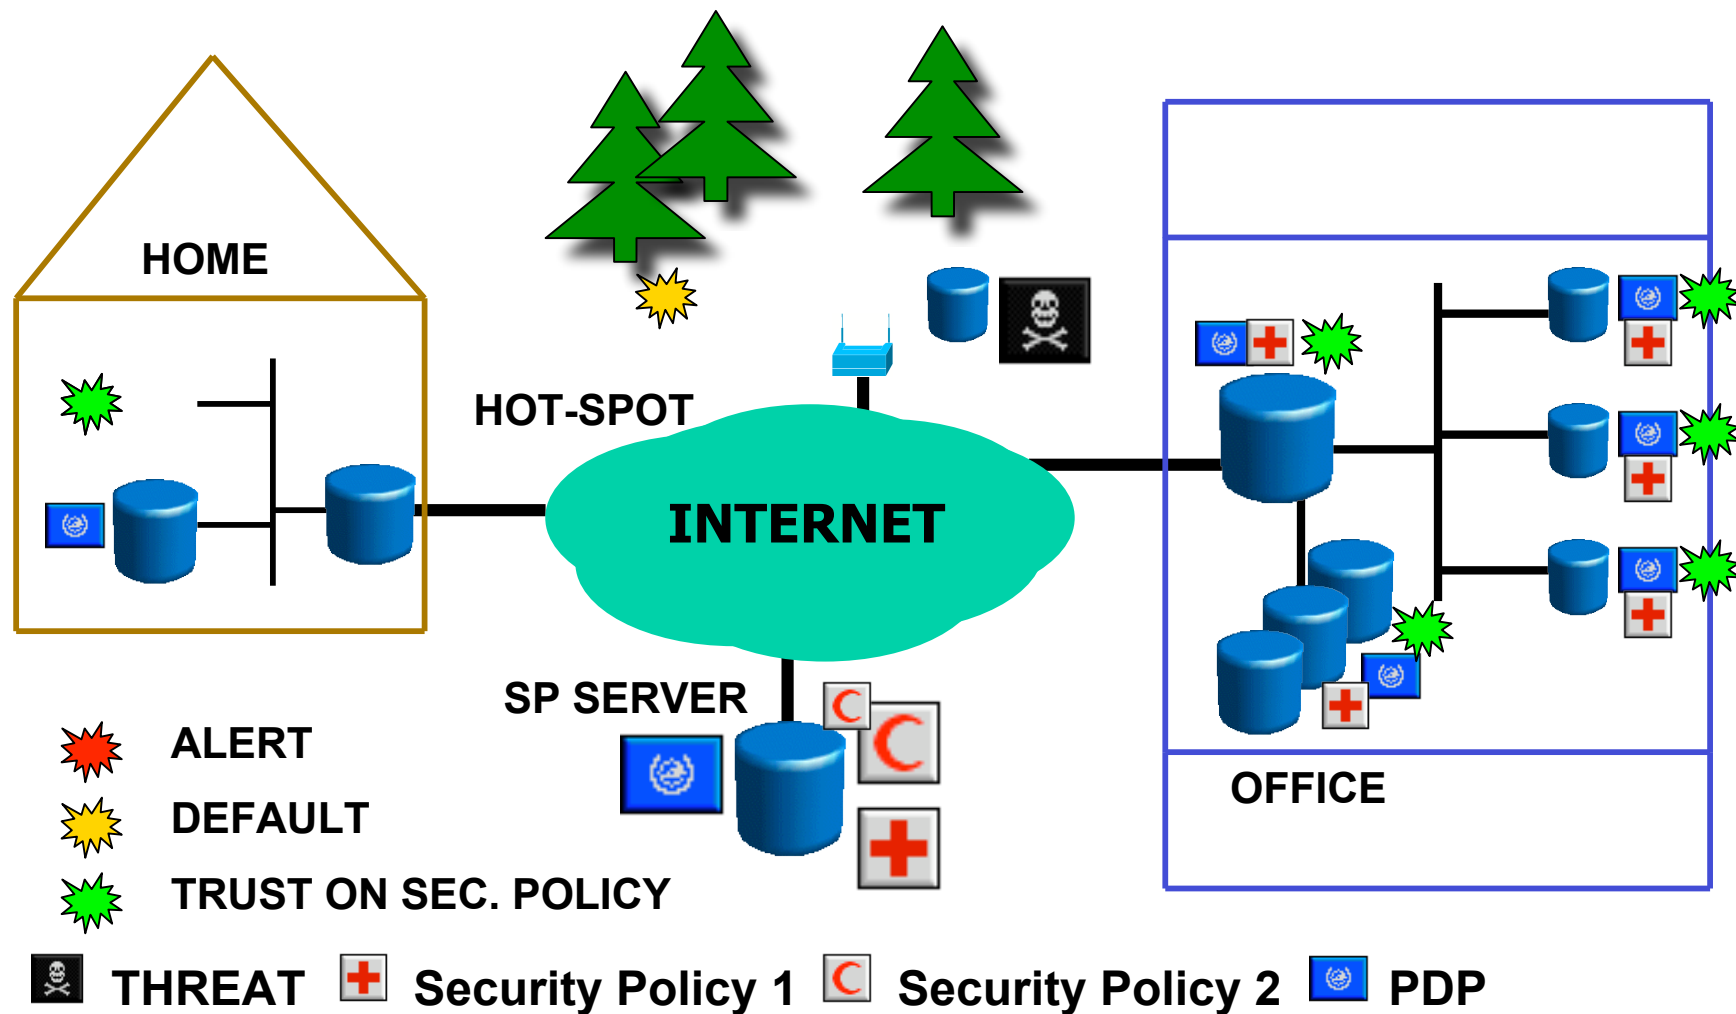 HOME
HOT-SPOT
INTERNET
SP SERVER
OFFICE
ALERT
DEFAULT
TRUST ON SEC. POLICY
THREAT
Security Policy 1
Security Policy 2
PDP